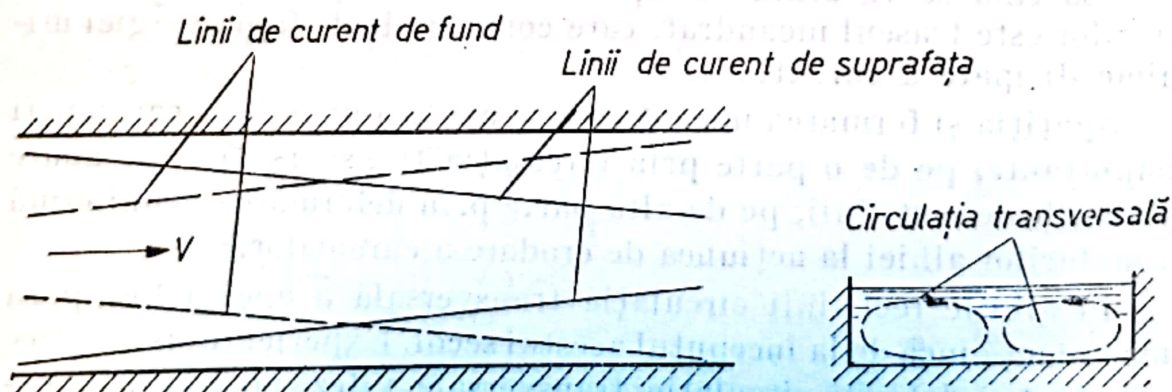 Linii de curent de fund
Linii de curent de suprafața
V
Circulația transversală